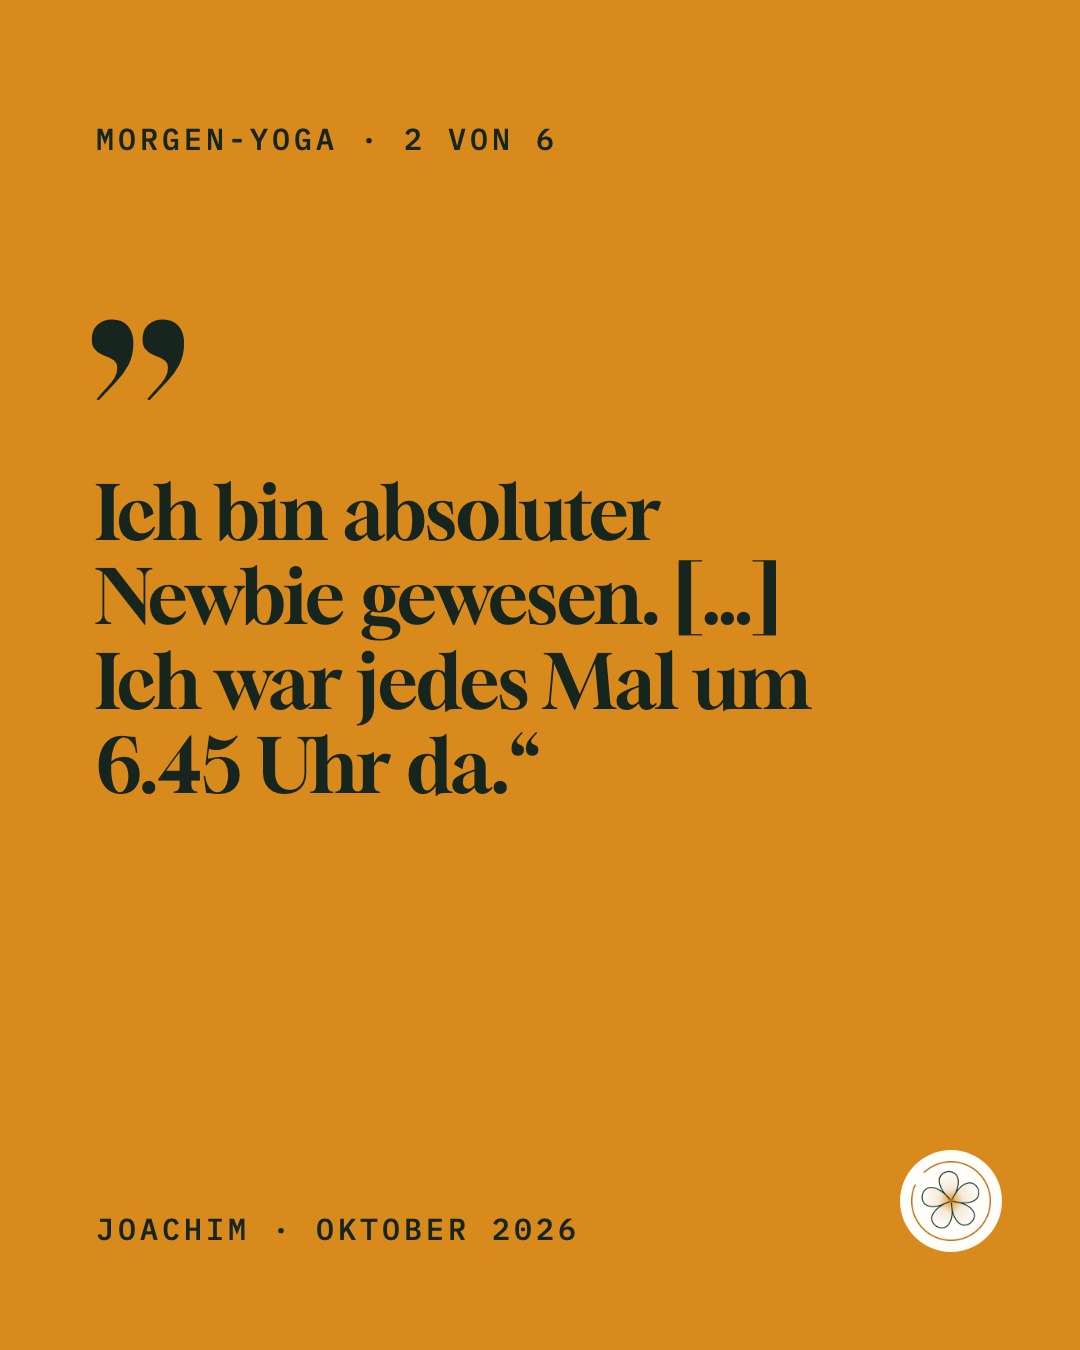 MORGEN-YOGA · 2 VON 6
”
Ich bin absoluter
Newbie gewesen. […]
Ich war jedes Mal um
6.45 Uhr da.“
JOACHIM · OKTOBER 2026